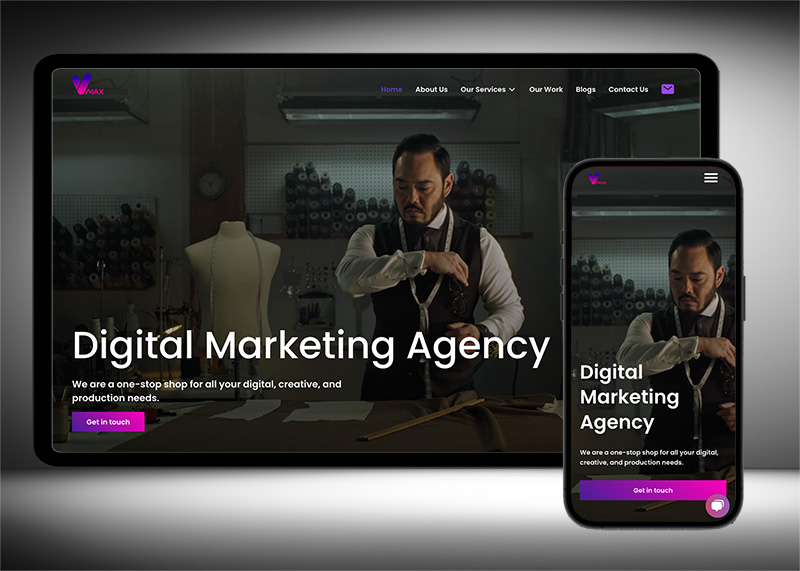 VMAX
Home About Us Our Services Our Work Blogs Contact Us
Digital Marketing Agency
We are a one-stop shop for all your digital, creative, and
production needs.
Get in touch
VMAX
Digital
Marketing
Agency
We are a one-stop shop for all your digital,
creative, and production needs.
Get in touch